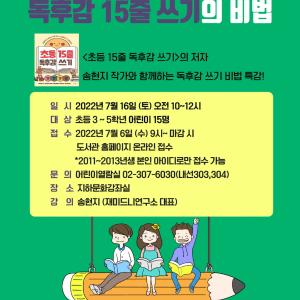 독후감 15줄 쓰기의 비법
초등 15줄
독후감 쓰기
<초등 15줄 독후감 쓰기>의 저자
송현지 작가와 함께하는 독후감 쓰기 비법 특강!
일 시 2022년 7월 16일 (토) 오전 10~12시
대 상 초등 3 ~ 5학년 어린이 15명
접 수 2022년 7월 6일 (수) 9시~ 마감 시
도서관 홈페이지 온라인 접수
*2011~2013년생 본인 아이디로만 접수 가능
문 의 어린이열람실 02-307-6030(내선303,304)
장 소 지하문화강좌실
강 의 송현지 (제이드니연구소 대표)